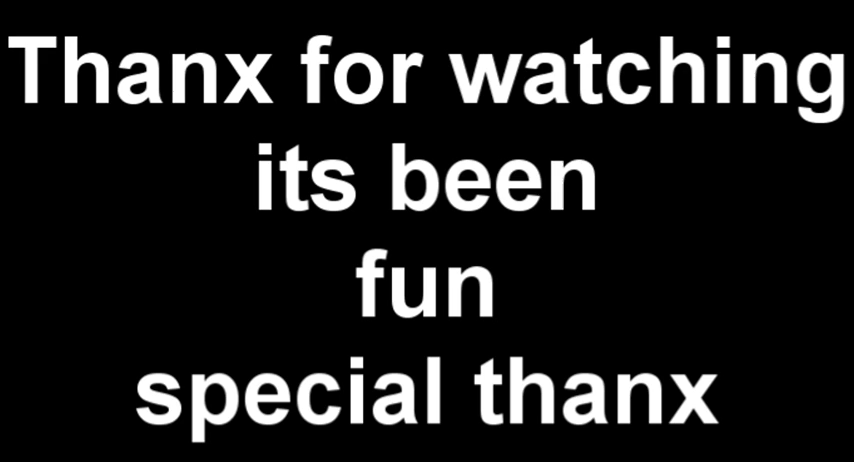 Thanx for watching
its been
fun
special thanx